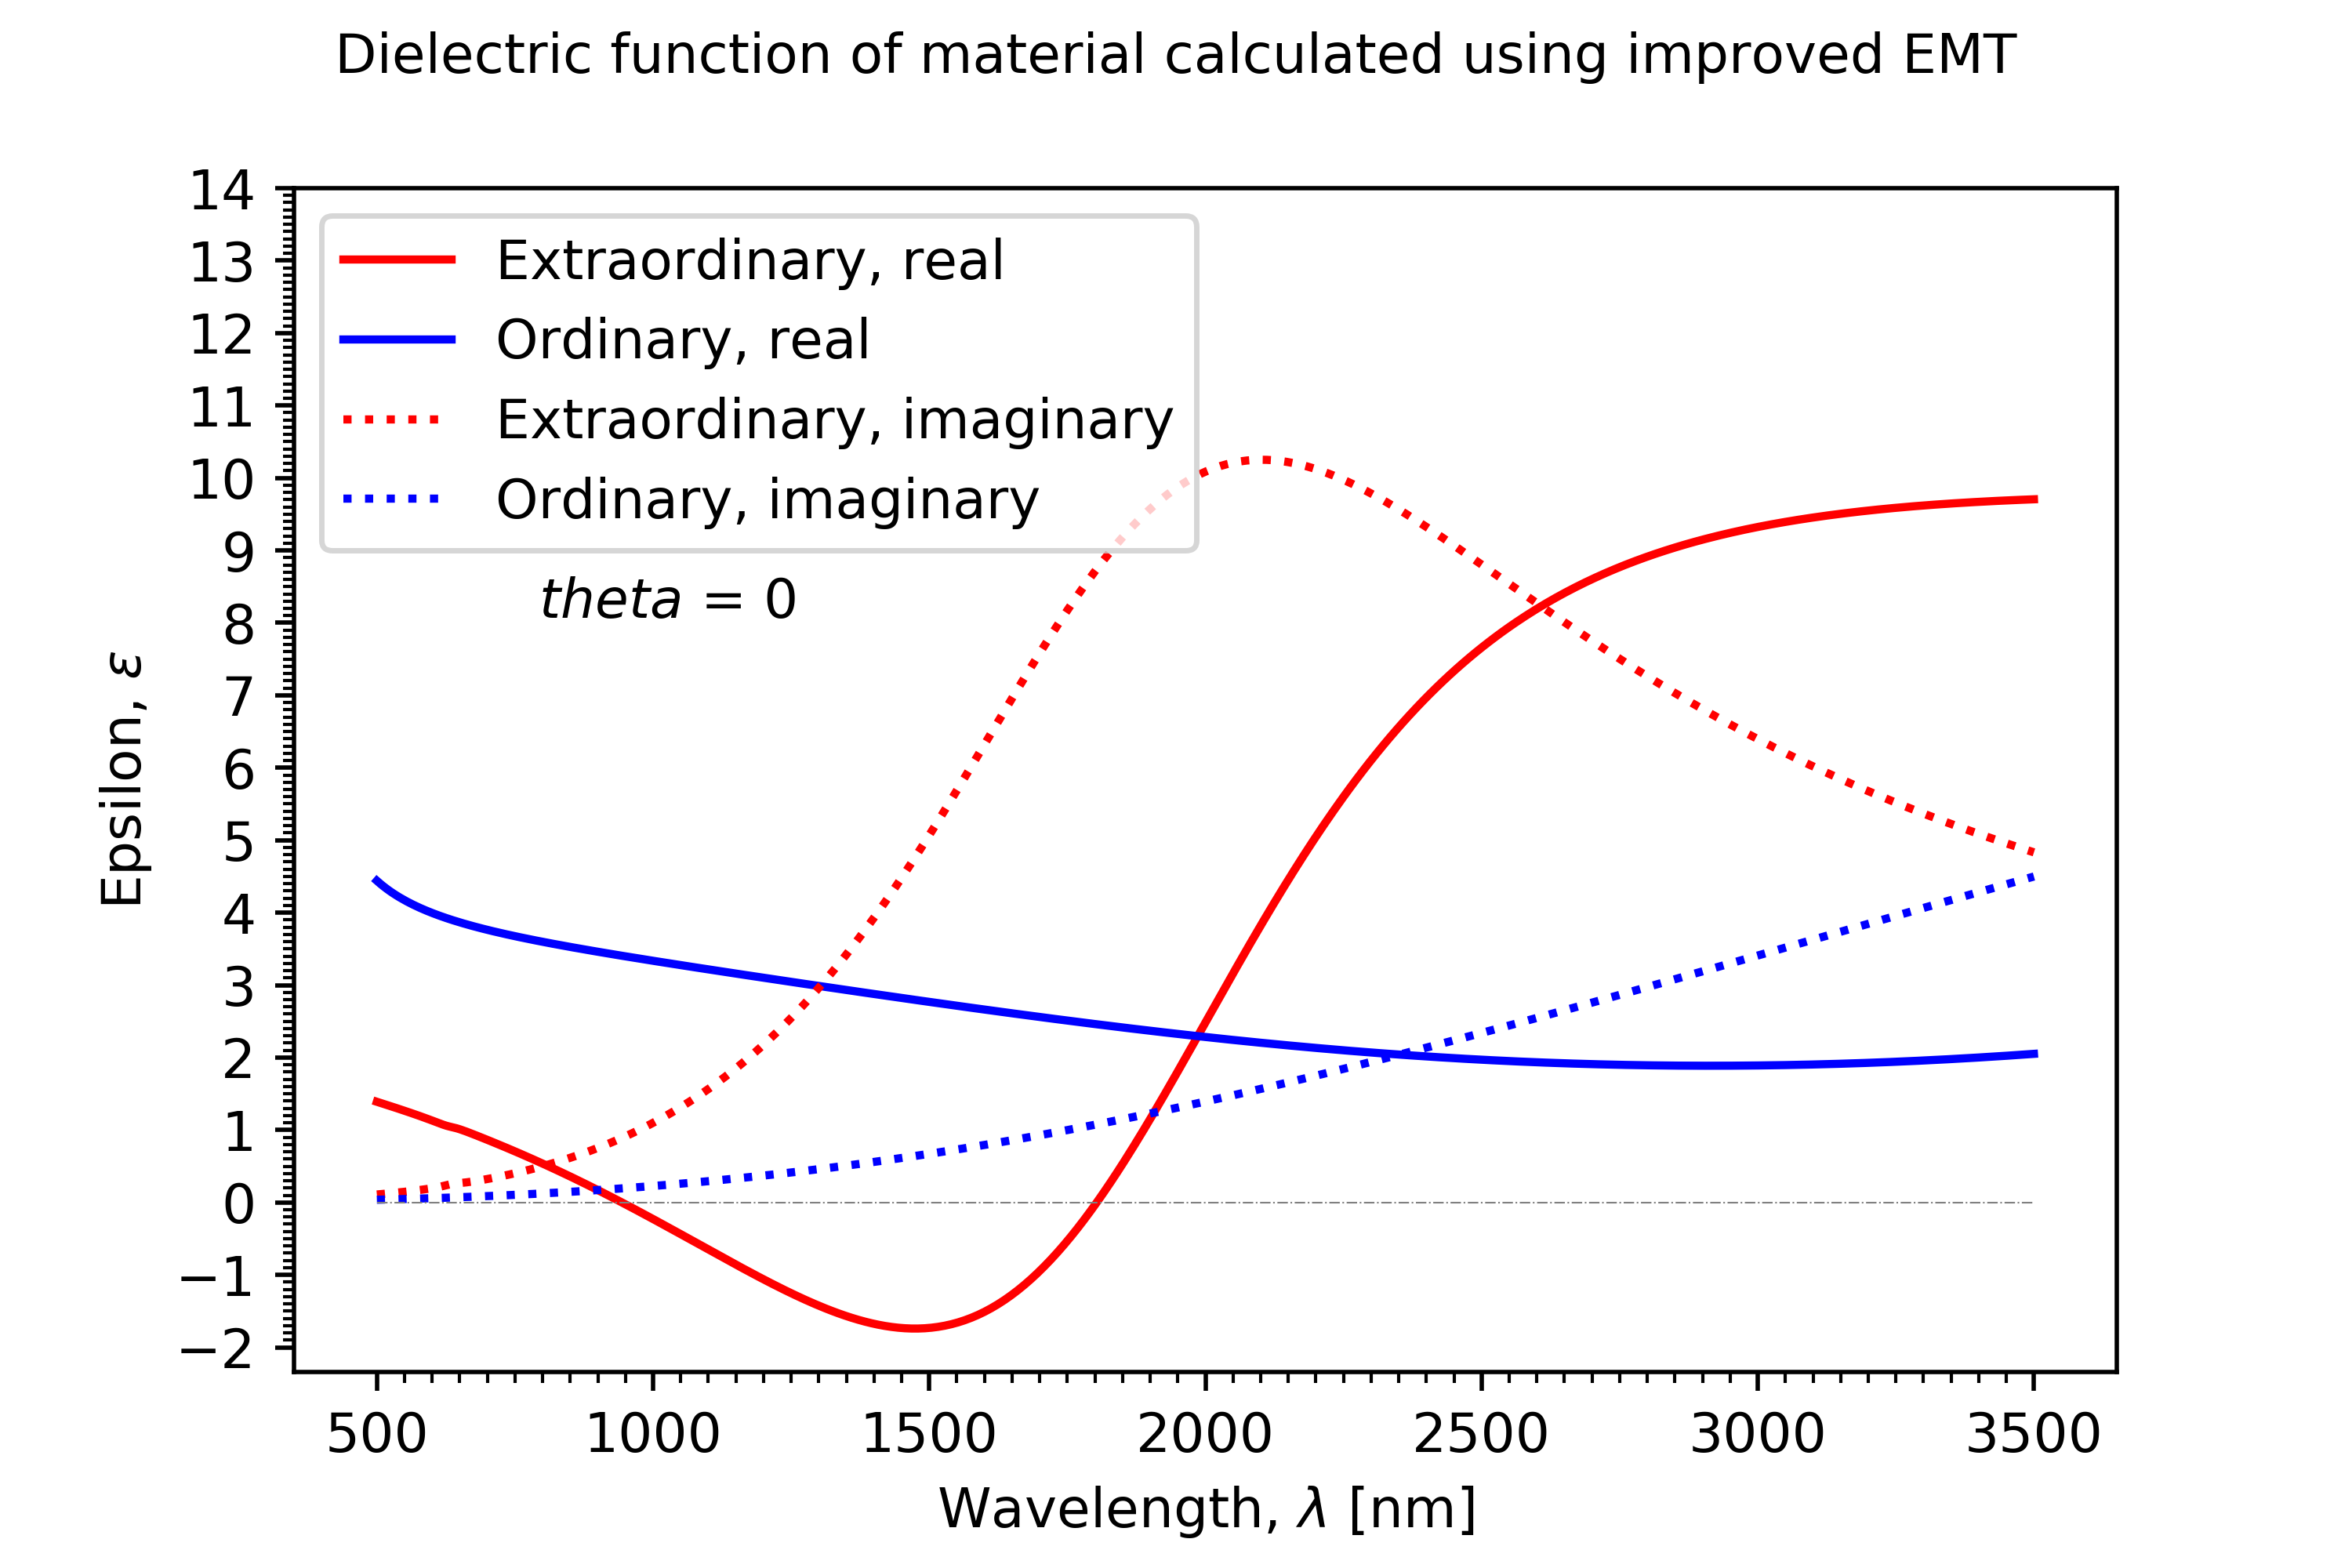 Dielectric function of material calculated using improved EMT
14
13
12
11
10
9
8
7
6
5
4
3
2
1
0
−1
−2
Epsilon, ε
Extraordinary, real
Ordinary, real
Extraordinary, imaginary
Ordinary, imaginary
theta = 0
500 1000 1500 2000 2500 3000 3500
Wavelength, λ [nm]